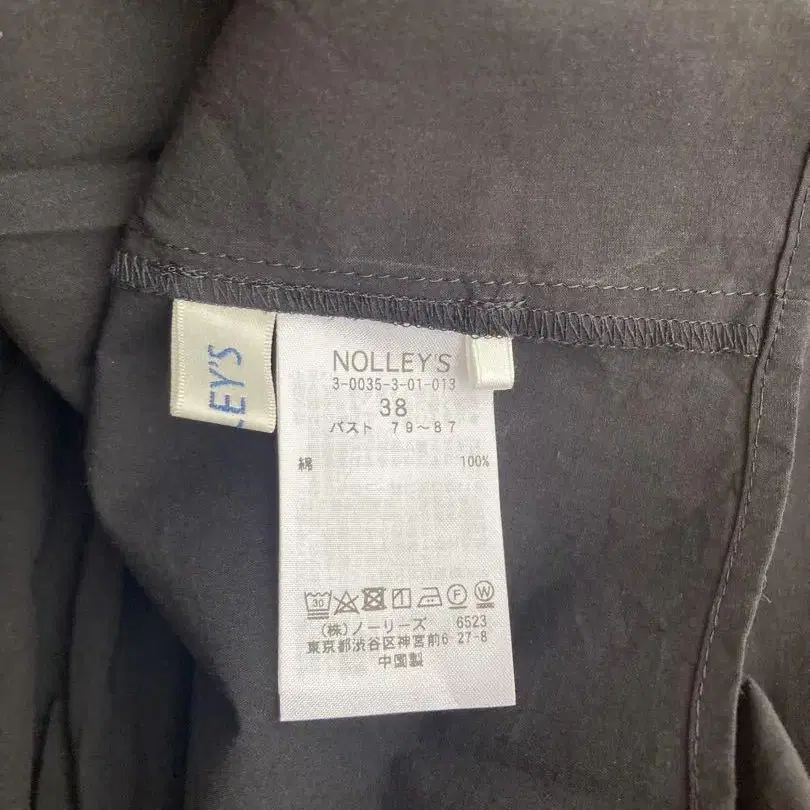 LEY'S
NOLLEY'S
3-0035-3-01-013
38
バスト 79～87
綿 100%
30 F W
(株)ノーリーズ 6523
東京都渋谷区神宮前6 27-8
中国製